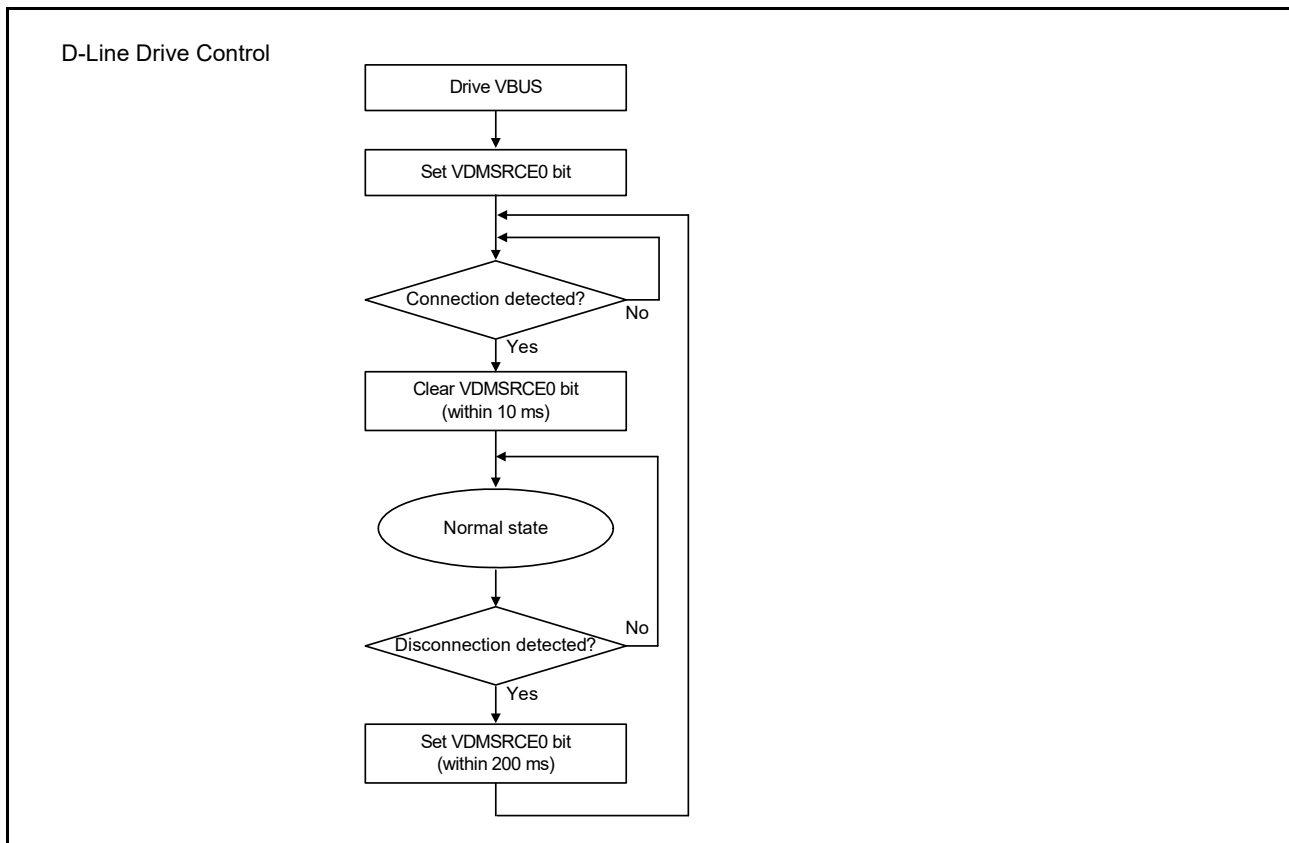 D-Line Drive Control
Drive VBUS
Set VDMSRCE0 bit
Connection detected?
No
Yes
Clear VDMSRCE0 bit
(within 10 ms)
Normal state
No
Disconnection detected?
Yes
Set VDMSRCE0 bit
(within 200 ms)